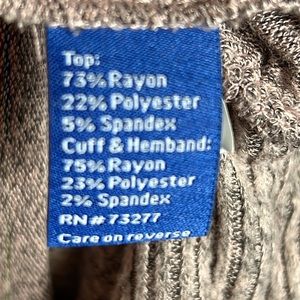 Top:
73% Rayon
22% Polyester
5% Spandex
Cuff & Hemband:
75% Rayon
23% Polyester
2% Spandex
RN# 73277
Care on reverse